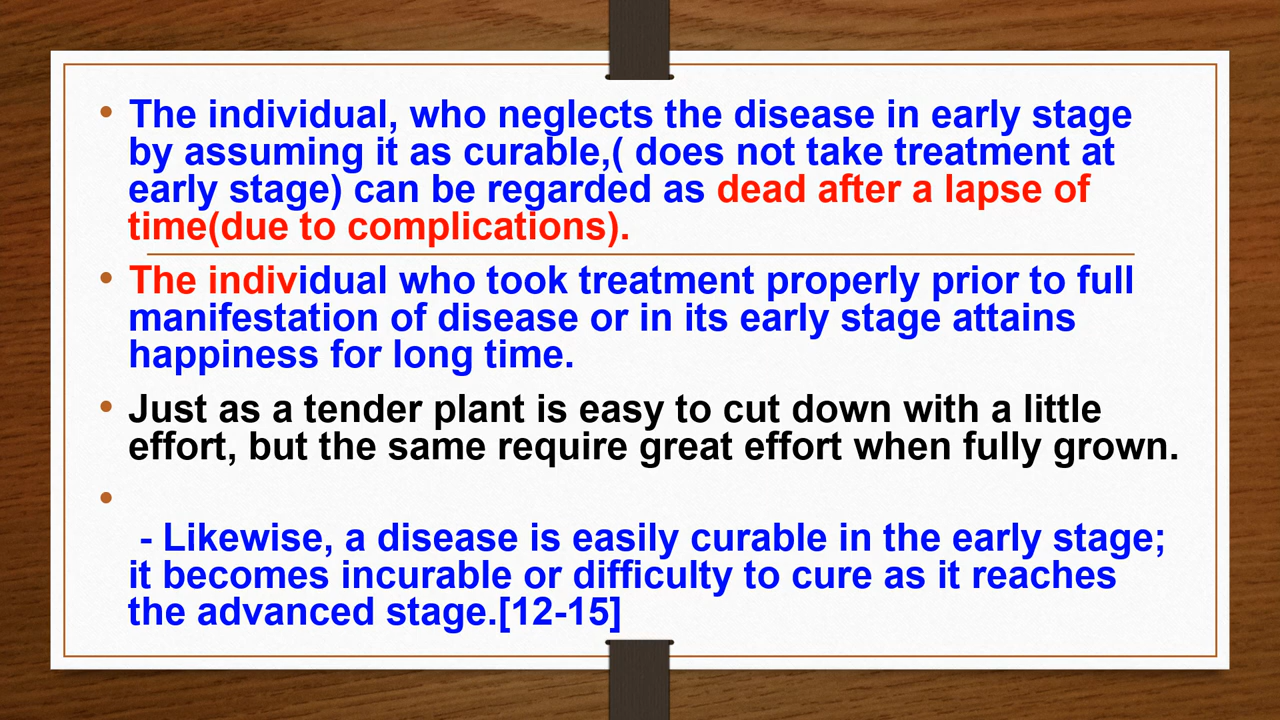 • The individual, who neglects the disease in early stage
by assuming it as curable,( does not take treatment at
early stage) can be regarded as dead after a lapse of
time(due to complications).
• The individual who took treatment properly prior to full
manifestation of disease or in its early stage attains
happiness for long time.
• Just as a tender plant is easy to cut down with a little
effort, but the same require great effort when fully grown.
•
- Likewise, a disease is easily curable in the early stage;
it becomes incurable or difficulty to cure as it reaches
the advanced stage.[12-15]